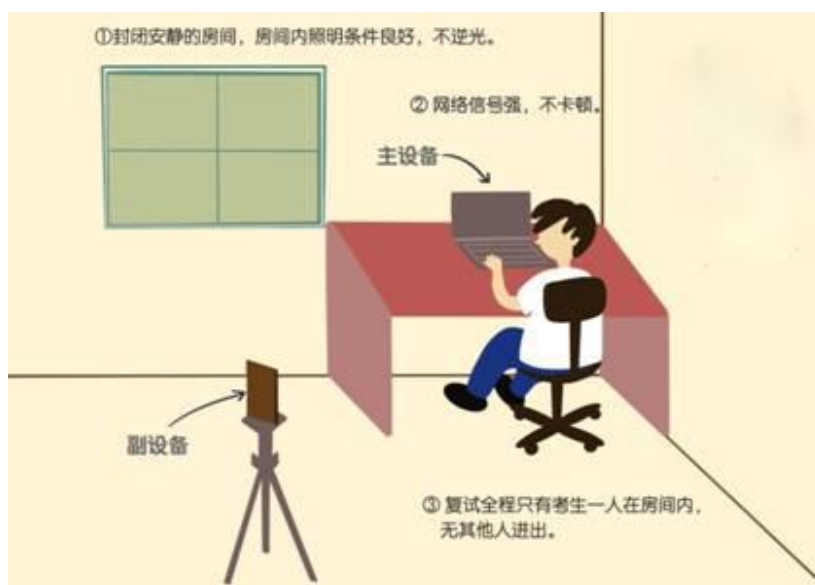 ①封闭安静的房间，房间内照明条件良好，不逆光。
②网络信号强，不卡顿。
主设备
副设备
③复试全程只有考生一人在房间内，
无其他人进出。